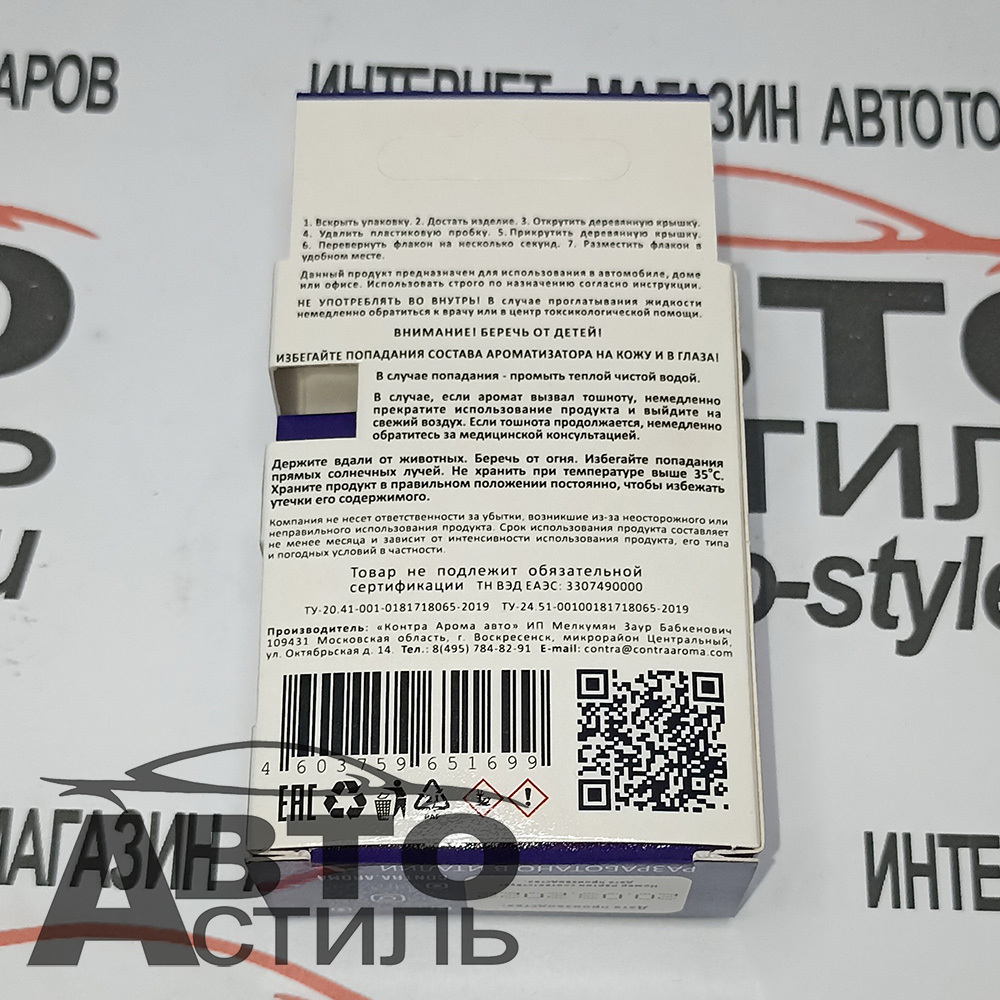 АРОВ
ИНТЕРНЕТ - МАГАЗИН АВТОТО
1. Вскрыть упаковку. 2. Достать изделие. 3. Открутить деревянную крышку.
4. Удалить пластиковую пробку. 5. Прикрутить деревянную крышку.
6. Перевернуть флакон на несколько секунд. 7. Разместить флакон в
удобном месте.
Данный продукт предназначен для использования в автомобиле, доме
или офисе. Использовать строго по назначению согласно инструкции.
НЕ УПОТРЕБЛЯТЬ ВО ВНУТРЬ! В случае проглатывания жидкости
немедленно обратиться к врачу или в центр токсикологической помощи.
ВНИМАНИЕ! БЕРЕЧЬ ОТ ДЕТЕЙ!
ИЗБЕГАЙТЕ ПОПАДАНИЯ СОСТАВА АРОМАТИЗАТОРА НА КОЖУ И В ГЛАЗА!
В случае попадания - промыть теплой чистой водой.
В случае, если аромат вызвал тошноту, немедленно
прекратите использование продукта и выйдите на
свежий воздух. Если тошнота продолжается, немедленно
обратитесь за медицинской консультацией.
Держите вдали от животных. Беречь от огня. Избегайте попадания
прямых солнечных лучей. Не хранить при температуре выше 35°С.
Храните продукт в правильном положении постоянно, чтобы избежать
утечки его содержимого.
Компания не несет ответственности за убытки, возникшие из-за неосторожного или
неправильного использования продукта. Срок использования продукта составляет
не менее месяца и зависит от интенсивности использования продукта, его типа
и погодных условий в частности.
Товар не подлежит обязательной
сертификации ТН ВЭД ЕАЭС: 3307490000
ТУ-20.41-001-0181718065-2019 ТУ-24.51-00100181718065-2019
Производитель: «Контра Арома авто» ИП Мелкумян Заур Бабкенович
109431 Московская область, г. Воскресенск, микрорайон Центральный,
ул. Октябрьская д. 14. Тел.: 8(495) 784-82-91 E-mail: contra@contraaroma.com
4 603759 651699
ЕАС
PAP
РАЗРАБОТАНО В ИТАЛИИ
CONTRA AROMA
Дата производства:
АВТО
СТИЛЬ
МАГАЗИН А
ИНТЕ
ТИЛ
o-style